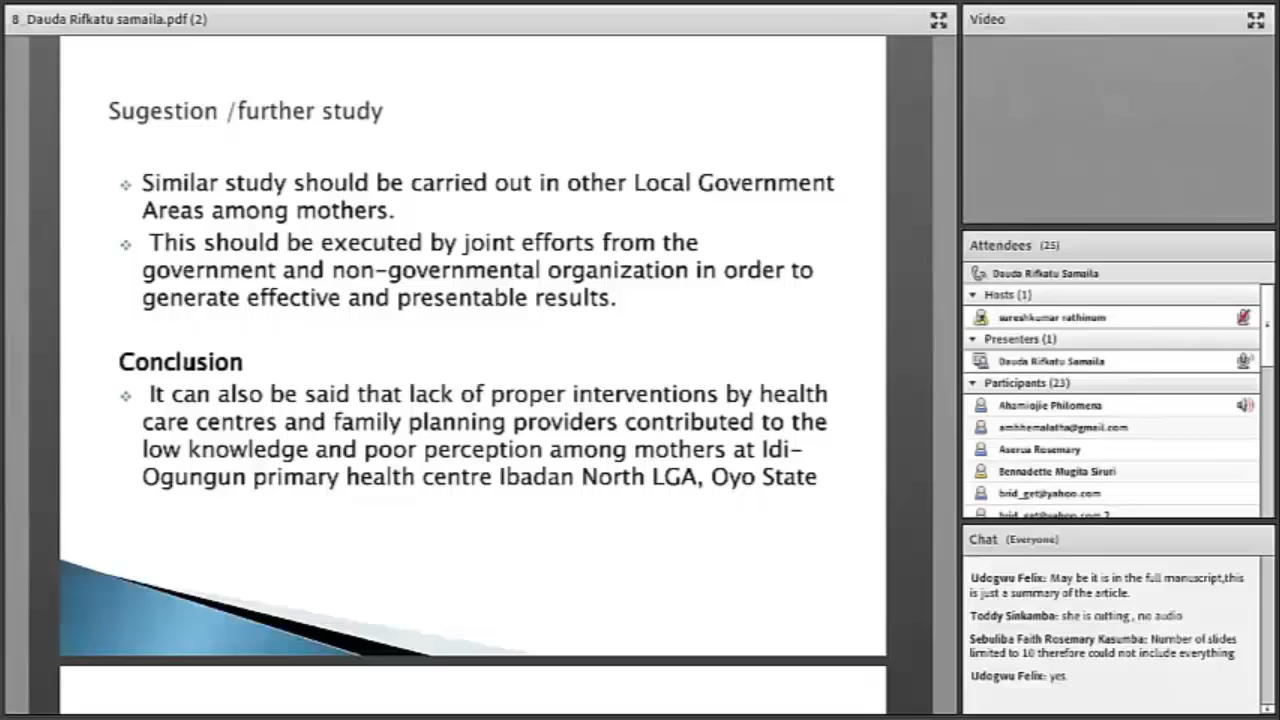 8_Dauda Rifkatu samaila.pdf (2)
Sugestion /further study
Similar study should be carried out in other Local Government
Areas among mothers.
This should be executed by joint efforts from the
government and non-governmental organization in order to
generate effective and presentable results.
Conclusion
It can also be said that lack of proper interventions by health
care centres and family planning providers contributed to the
low knowledge and poor perception among mothers at Idi-
Ogungun primary health centre Ibadan North LGA, Oyo State
Video
Attendees (25)
Dauda Rifkatu Samaila
Hosts (1)
sureshkumar rathinum
Presenters (1)
Dauda Rifkatu Samaila
Participants (23)
Ahamiojie Philomena
amhhemalatha@gmail.com
Aserua Rosemary
Bennadette Mugita Siruri
brid_get@yahoo.com
brid_get@yahoo.com 2
Chat (Everyone)
Udogwu Felix: May be it is in the full manuscript,this
is just a summary of the article.
Toddy Sinkamba: she is cutting , no audio
Sebuliba Faith Rosemary Kasumba: Number of slides
limited to 10 therefore could not include everything
Udogwu Felix: yes.